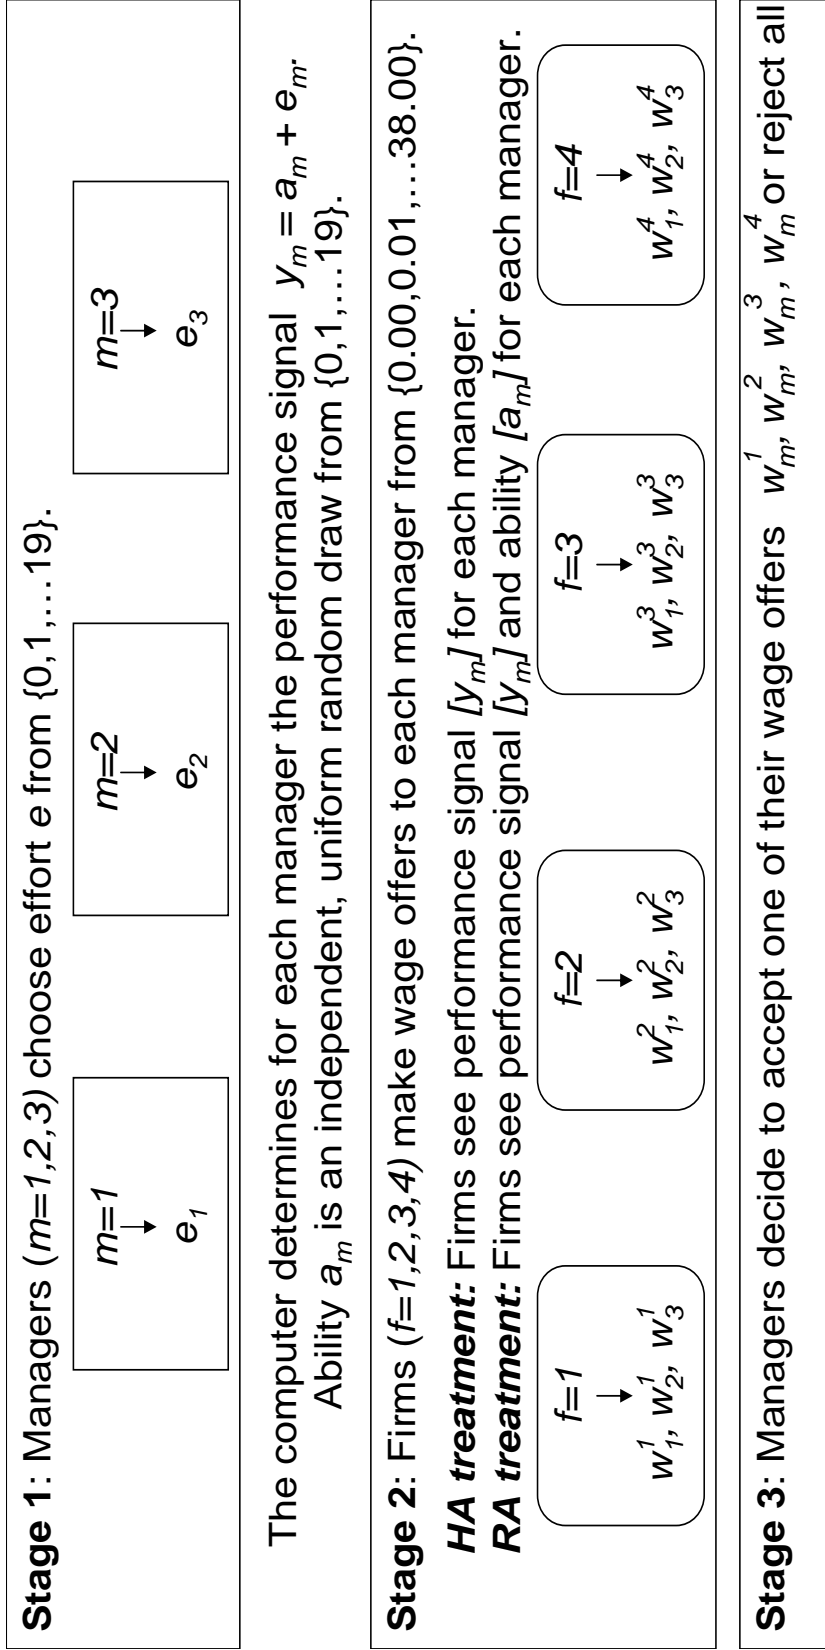 Stage 1: Managers (m=1,2,3) choose effort e from {0,1,…19}.
m=1
e₁
m=2
e₂
m=3
e₃
The computer determines for each manager the performance signal yₘ = aₘ + eₘ.
Ability aₘ is an independent, uniform random draw from {0,1,…19}.
Stage 2: Firms (f=1,2,3,4) make wage offers to each manager from {0.00,0.01,…38.00}.
HA treatment: Firms see performance signal [yₘ] for each manager.
RA treatment: Firms see performance signal [yₘ] and ability [aₘ] for each manager.
f=1
w₁¹, w₂¹, w₃¹
f=2
w₁², w₂², w₃²
f=3
w₁³, w₂³, w₃³
f=4
w₁⁴, w₂⁴, w₃⁴
Stage 3: Managers decide to accept one of their wage offers wₘ¹, wₘ², wₘ³, wₘ⁴ or reject all